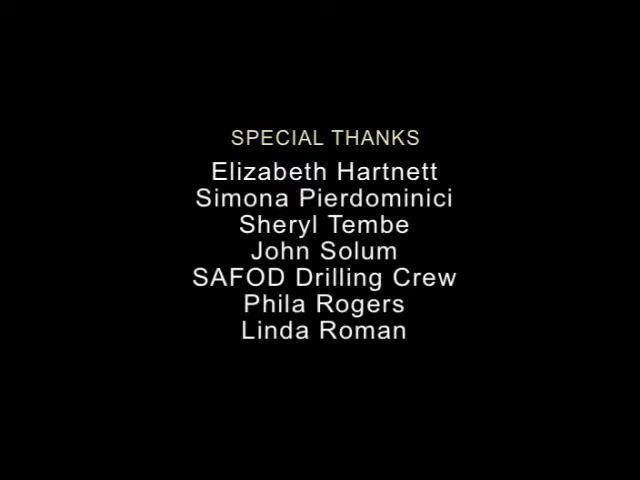 SPECIAL THANKS
Elizabeth Hartnett
Simona Pierdominici
Sheryl Tembe
John Solum
SAFOD Drilling Crew
Phila Rogers
Linda Roman